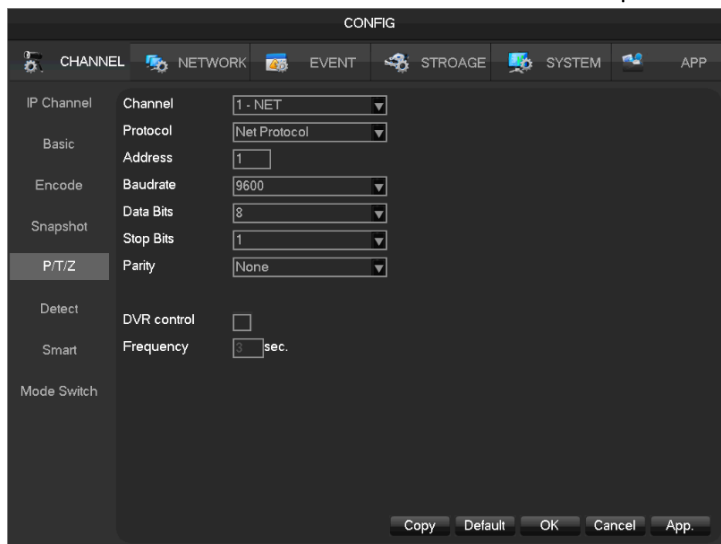 CONFIG
CHANNEL NETWORK EVENT STROAGE SYSTEM APP
IP Channel
Basic
Encode
Snapshot
P/T/Z
Detect
Smart
Mode Switch
Channel 1 - NET
Protocol Net Protocol
Address 1
Baudrate 9600
Data Bits 8
Stop Bits 1
Parity None
DVR control
Frequency 3 sec.
Copy Default OK Cancel App.